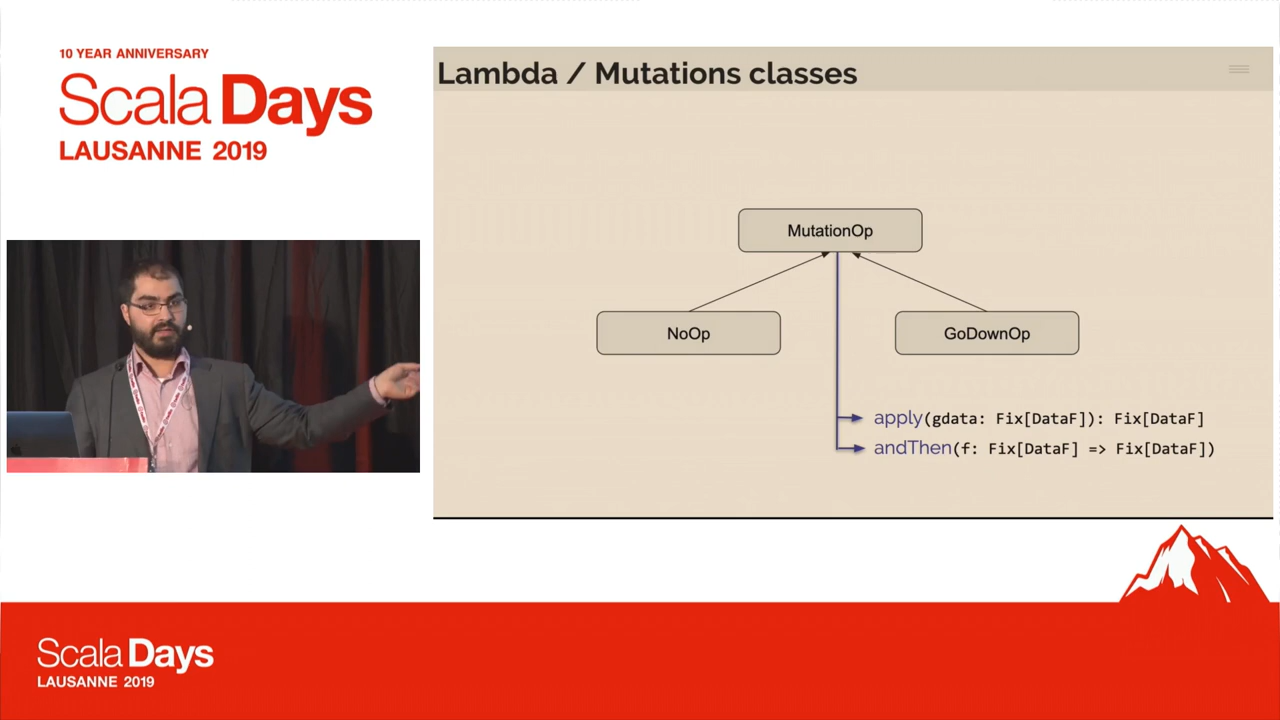 10 YEAR ANNIVERSARY
Scala Days
LAUSANNE 2019
Lambda / Mutations classes
MutationOp
NoOp
GoDownOp
apply(gdata: Fix[DataF]): Fix[DataF]
andThen(f: Fix[DataF] => Fix[DataF])
Scala Days
LAUSANNE 2019